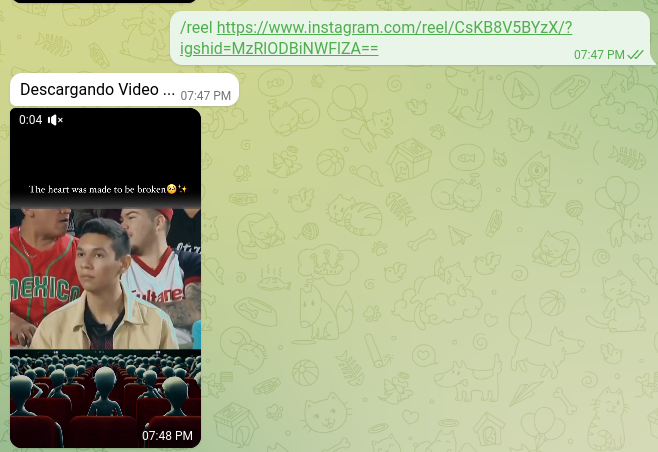 /reel https://www.instagram.com/reel/CsKB8V5BYzX/?
igshid=MzRlODBiNWFlZA==
07:47 PM
Descargando Video ... 07:47 PM
0:04
The heart was made to be broken🥺✨
MEXICO
ultanes
07:48 PM